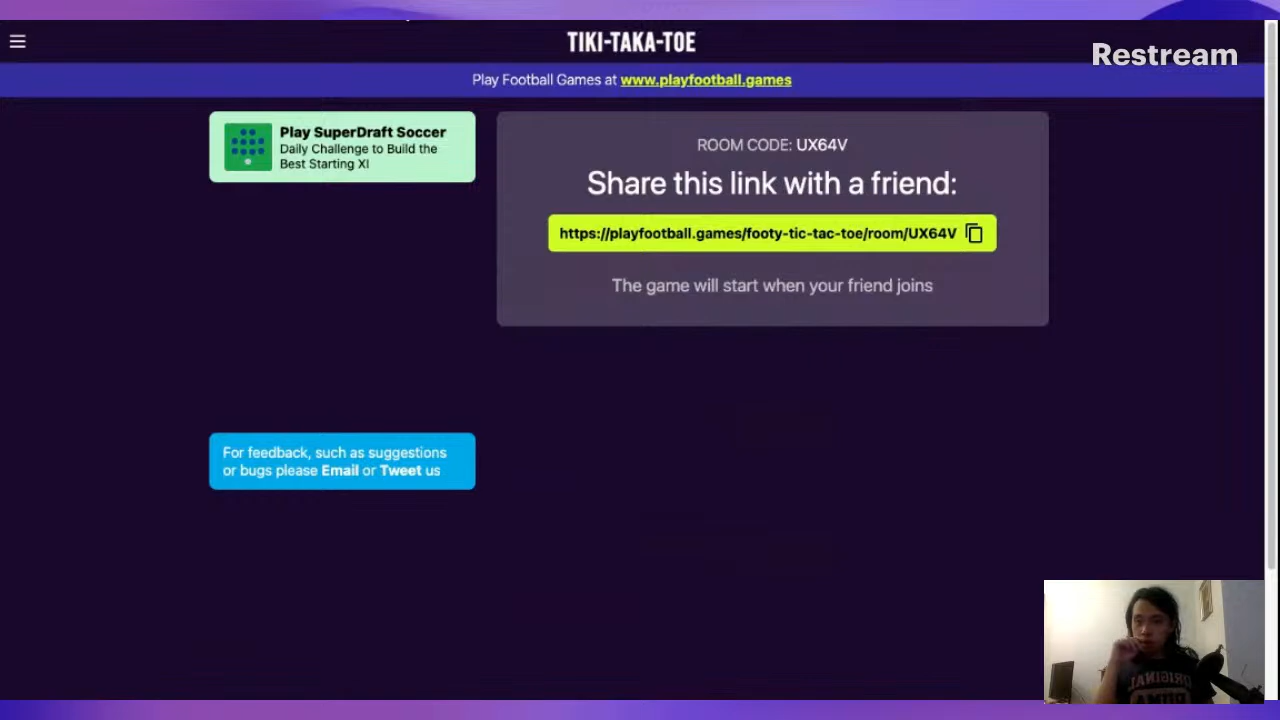 TIKI-TAKA-TOE
Restream
Play Football Games at www.playfootball.games
Play SuperDraft Soccer
Daily Challenge to Build the
Best Starting XI
ROOM CODE: UX64V
Share this link with a friend:
https://playfootball.games/footy-tic-tac-toe/room/UX64V
The game will start when your friend joins
For feedback, such as suggestions
or bugs please Email or Tweet us